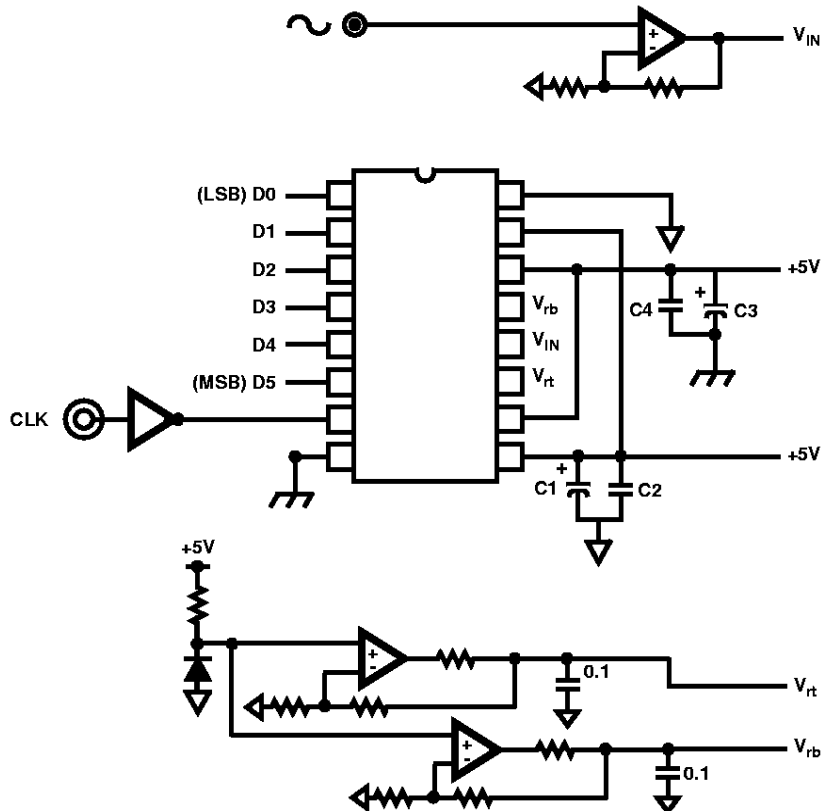 V_IN
+
-
(LSB) D0
D1
D2
+5V
D3
V_rb
C4
+
C3
D4
V_IN
(MSB) D5
V_rt
CLK
+5V
+
C1
C2
+5V
+
-
0.1
V_rt
+
-
V_rb
0.1